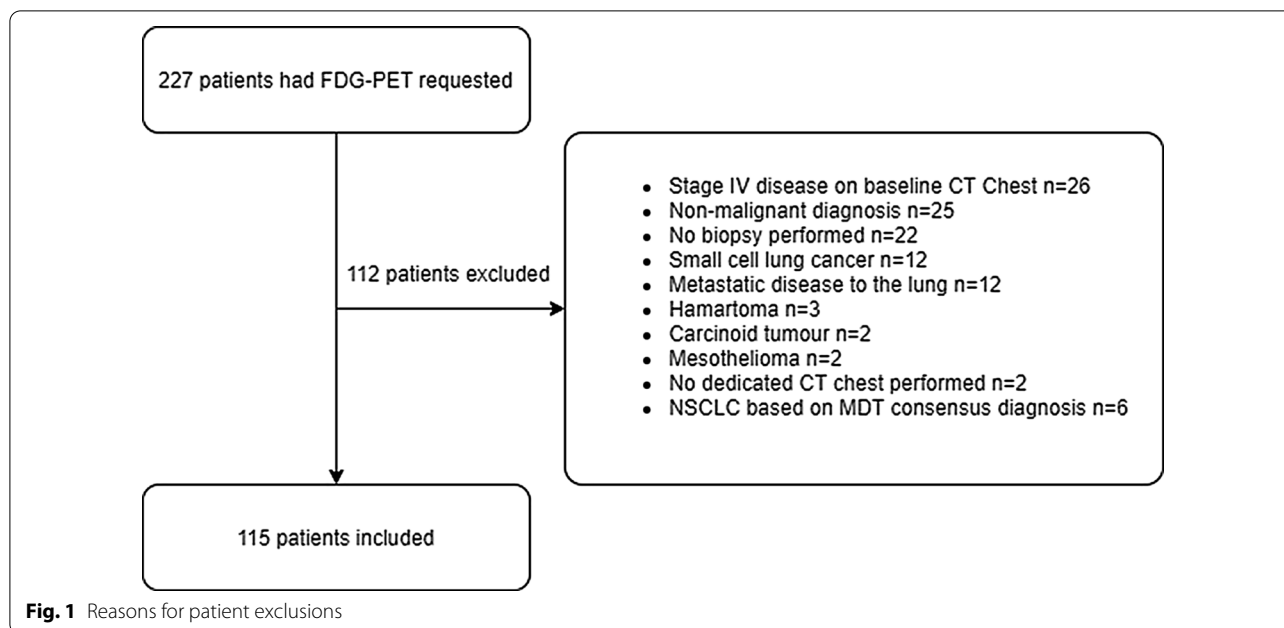 227 patients had FDG-PET requested
112 patients excluded
• Stage IV disease on baseline CT Chest n=26
• Non-malignant diagnosis n=25
• No biopsy performed n=22
• Small cell lung cancer n=12
• Metastatic disease to the lung n=12
• Hamartoma n=3
• Carcinoid tumour n=2
• Mesothelioma n=2
• No dedicated CT chest performed n=2
• NSCLC based on MDT consensus diagnosis n=6
115 patients included
Fig. 1 Reasons for patient exclusions